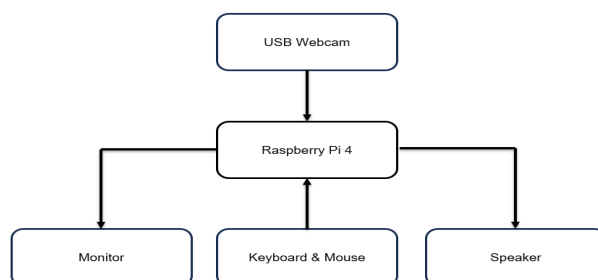 USB Webcam
Raspberry Pi 4
Monitor
Keyboard & Mouse
Speaker